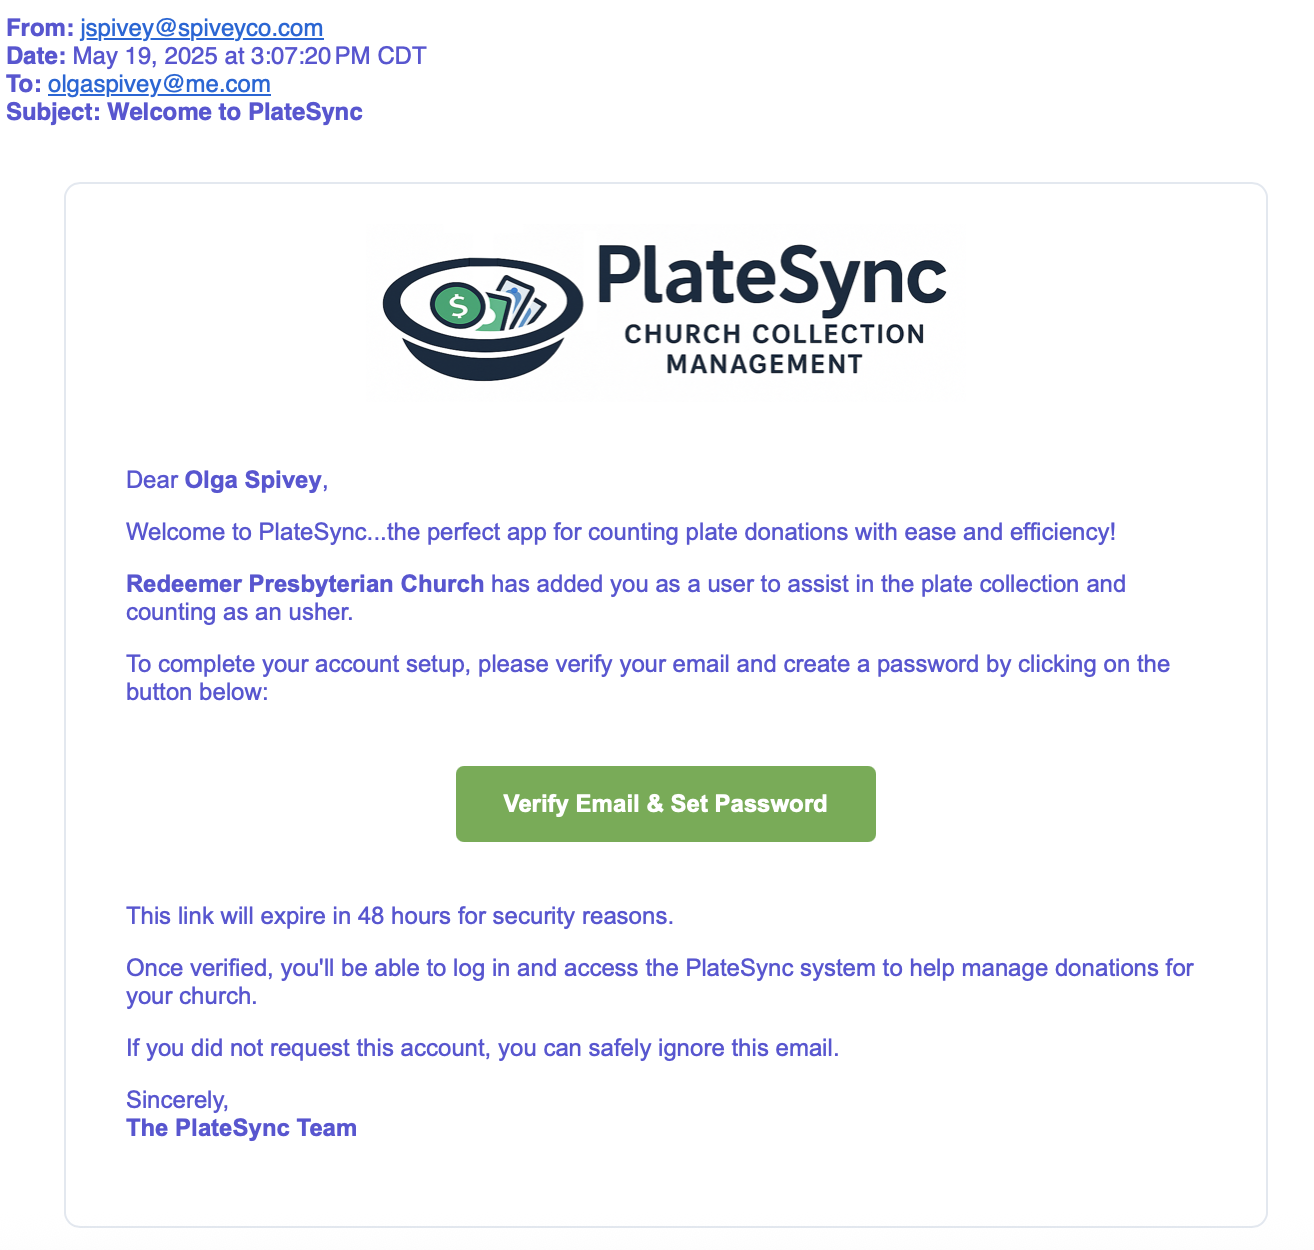 From: jspivey@spiveyco.com
Date: May 19, 2025 at 3:07:20 PM CDT
To: olgaspivey@me.com
Subject: Welcome to PlateSync
$
PlateSync
CHURCH COLLECTION
MANAGEMENT
Dear Olga Spivey,
Welcome to PlateSync...the perfect app for counting plate donations with ease and efficiency!
Redeemer Presbyterian Church has added you as a user to assist in the plate collection and
counting as an usher.
To complete your account setup, please verify your email and create a password by clicking on the
button below:
Verify Email & Set Password
This link will expire in 48 hours for security reasons.
Once verified, you'll be able to log in and access the PlateSync system to help manage donations for
your church.
If you did not request this account, you can safely ignore this email.
Sincerely,
The PlateSync Team